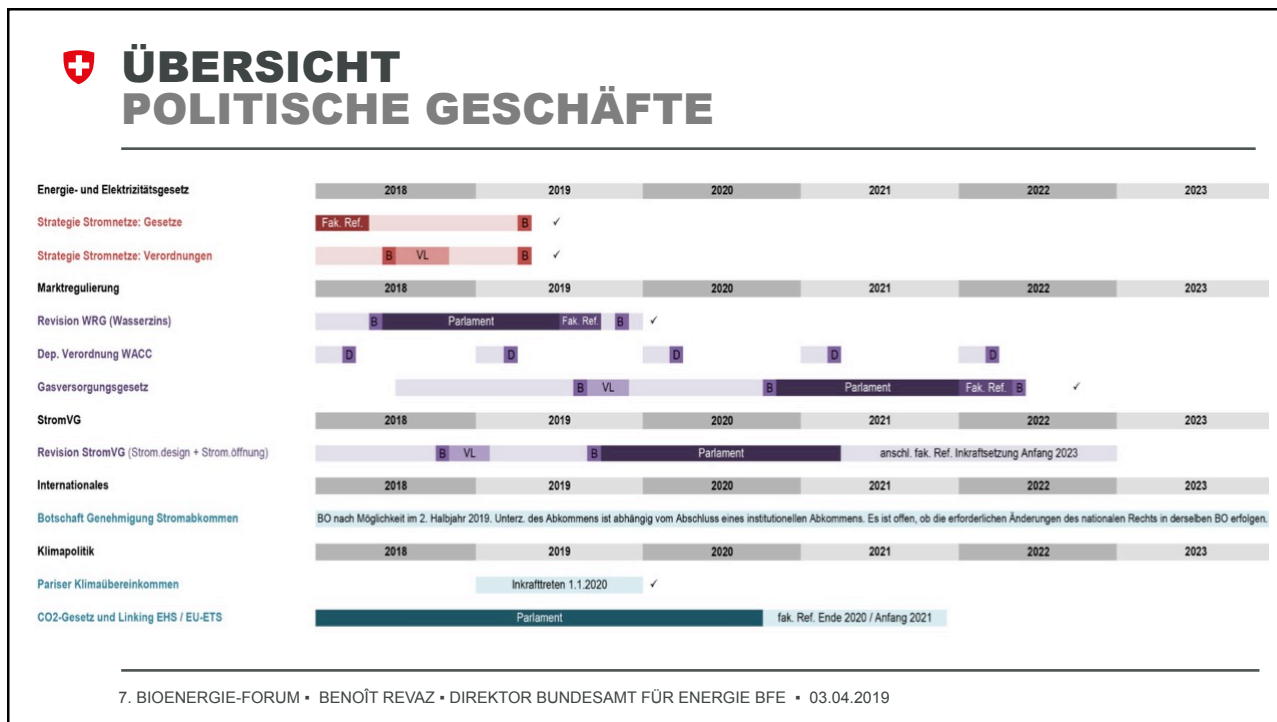 ÜBERSICHT
POLITISCHE GESCHÄFTE
Energie- und Elektrizitätsgesetz 2018 2019 2020 2021 2022 2023
Strategie Stromnetze: Gesetze Fak. Ref. B ✓
Strategie Stromnetze: Verordnungen B VL B ✓
Marktregulierung 2018 2019 2020 2021 2022 2023
Revision WRG (Wasserzins) B Parlament Fak. Ref. B ✓
Dep. Verordnung WACC D D D D D
Gasversorgungsgesetz B VL B Parlament Fak. Ref. B ✓
StromVG 2018 2019 2020 2021 2022 2023
Revision StromVG (Strom.design + Strom.öffnung) B VL B Parlament anschl. fak. Ref. Inkraftsetzung Anfang 2023
Internationales 2018 2019 2020 2021 2022 2023
Botschaft Genehmigung Stromabkommen BO nach Möglichkeit im 2. Halbjahr 2019. Unterz. des Abkommens ist abhängig vom Abschluss eines institutionellen Abkommens. Es ist offen, ob die erforderlichen Änderungen des nationalen Rechts in derselben BO erfolgen.
Klimapolitik 2018 2019 2020 2021 2022 2023
Pariser Klimaübereinkommen Inkrafttreten 1.1.2020 ✓
CO2-Gesetz und Linking EHS / EU-ETS Parlament fak. Ref. Ende 2020 / Anfang 2021
7. BIOENERGIE-FORUM ▪ BENOÎT REVAZ ▪ DIREKTOR BUNDESAMT FÜR ENERGIE BFE ▪ 03.04.2019